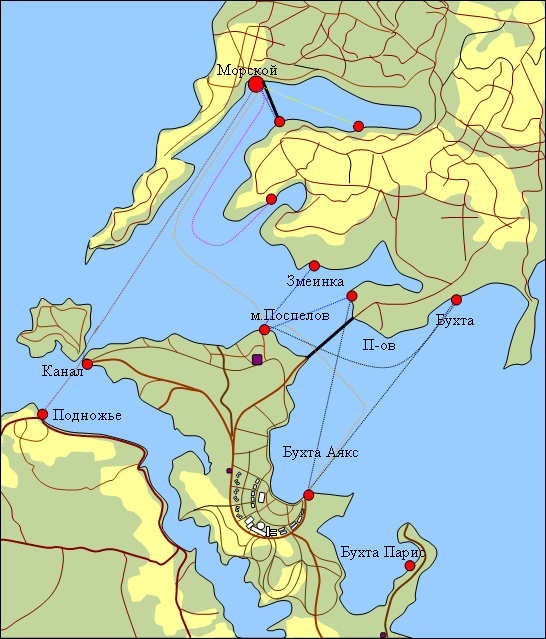 Морской
Змеинка
м.Поспелов
Бухта
П-ов
Канал
Подножье
Бухта Аякс
Бухта Парис